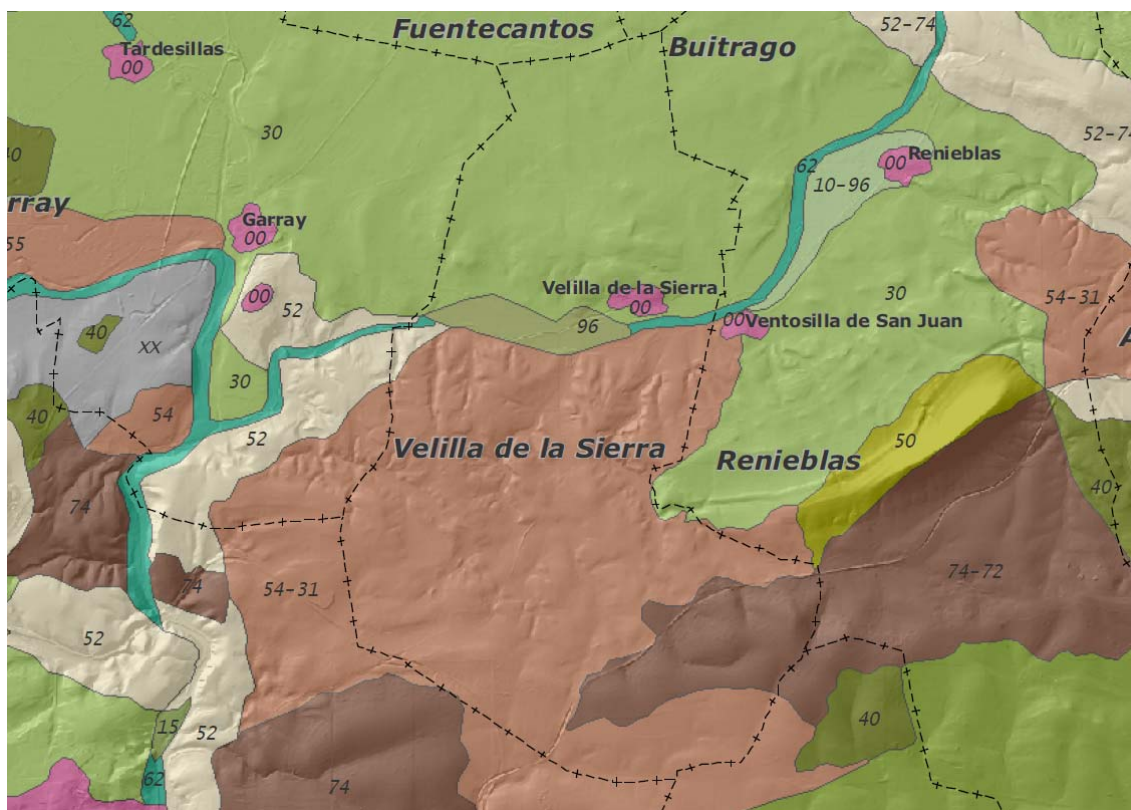 62
52-74
Fuentecantos
Buitrago
Tardesillas
00
30
52-74
40
Renieblas
00
62
10-96
rray
Garray
00
55
Velilla de la Sierra
00
00
52
30
54-31
96
00
Ventosilla de San Juan
A
40
xx
30
40
54
52
Velilla de la Sierra
Renieblas
50
40
74
74
54-31
74-72
52
15
52
40
62
74